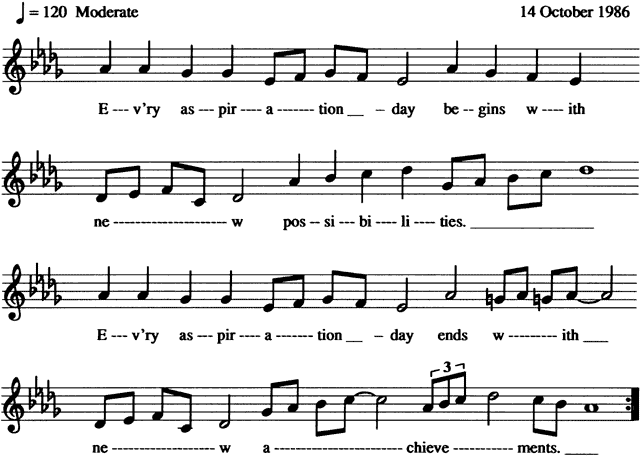 ♩ = 120 Moderate 14 October 1986
E --- v'ry as --- pir ---- a ------- tion __ – day be -- gins w --- ith
ne --------------------- w pos -- si --- bi ---- li ---- ties. ________________
E --- v'ry as --- pir ---- a ------- tion __ – day ends w --------- ith ___
3
ne ------------------- w a ----------------------- chieve ----------- ments. ____